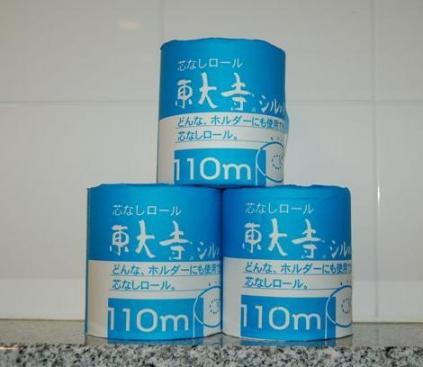 芯なしロール
東大寺
どんな、ホルダーにも使用
芯なしロール。
110m
芯なしロール
東大寺
どんな、ホルダーにも使用
芯なしロール。
110m
芯なしロール
東大寺
どんな、ホルダーにも使
芯なしロール。
110m